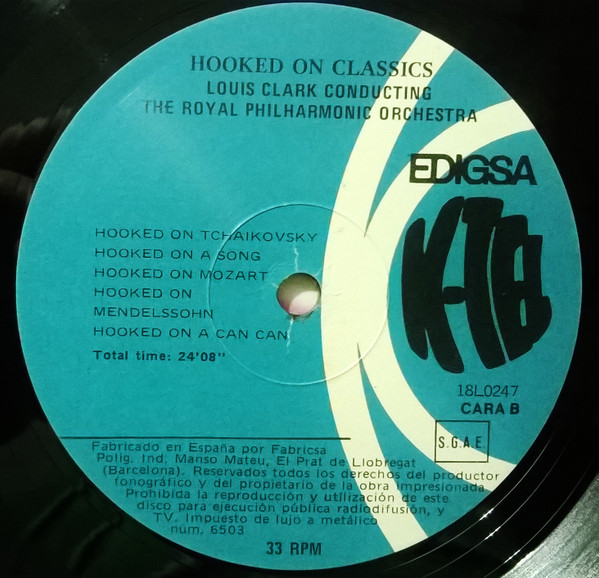 HOOKED ON CLASSICS
LOUIS CLARK CONDUCTING
THE ROYAL PHILHARMONIC ORCHESTRA
EDIGSA
K-TEL
HOOKED ON TCHAIKOVSKY
HOOKED ON A SONG
HOOKED ON MOZART
HOOKED ON
MENDELSSOHN
HOOKED ON A CAN CAN
Total time: 24'08"
18L0247
CARA B
S.G.A.E.
Fabricado en España por Fabricsa
Polig. Ind. Manso Mateu, El Prat de Llobregat
(Barcelona). Reservados todos los derechos del productor
fonográfico y del propietario de la obra impresionada.
Prohibida la reproducción y utilización de este
disco para ejecución pública radiodifusión, y
TV. Impuesto de lujo a metálico
núm. 6503
33 RPM